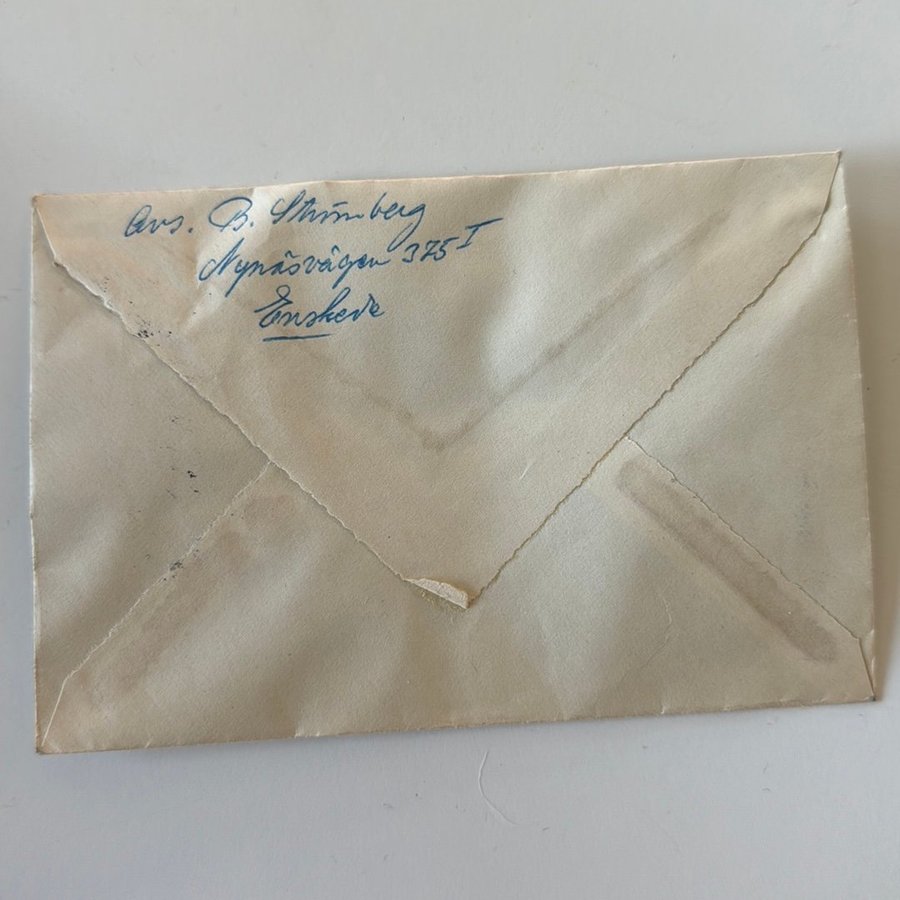 Avs. B. Strömberg
Nynäsvägen 375 I
Enskede